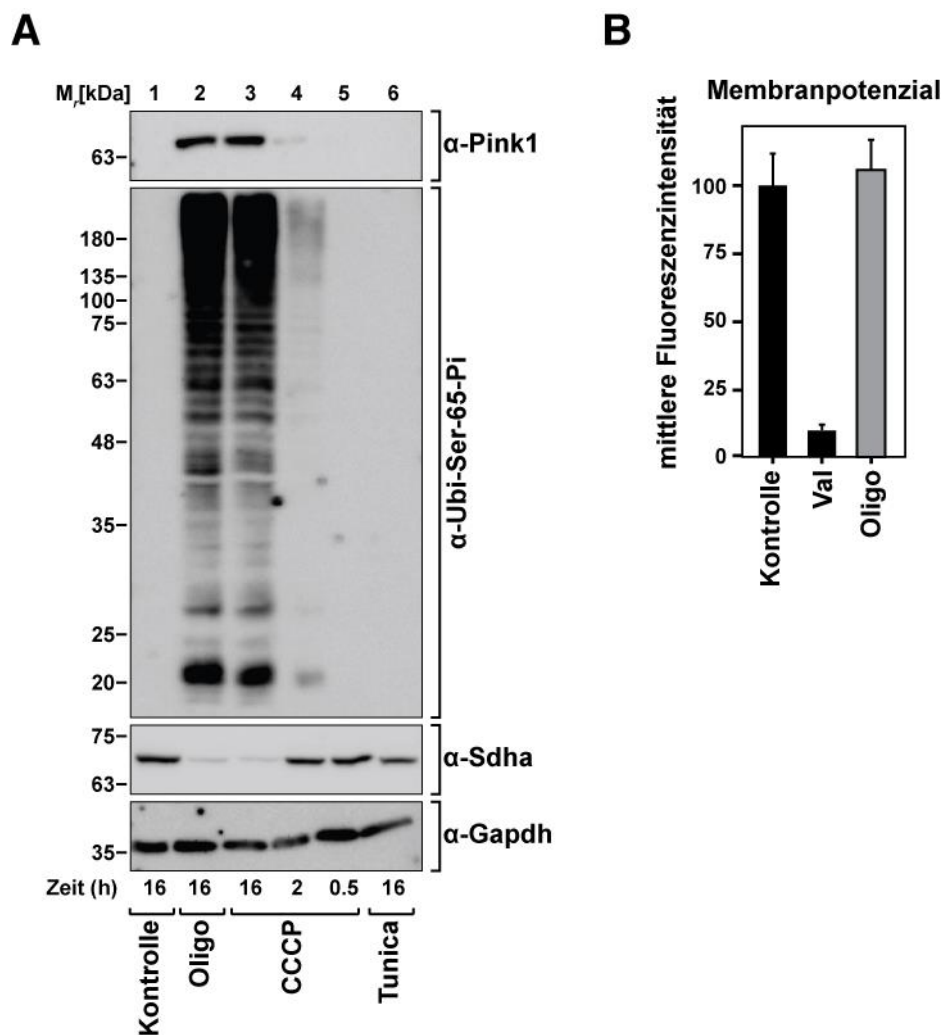 A
Mr[kDa] 1 2 3 4 5 6
63
α-Pink1
180
135
100
75
63
48
35
25
20
α-Ubi-Ser-65-Pi
75
63
α-Sdha
35
α-Gapdh
Zeit (h) 16 16 16 2 0.5 16
Kontrolle
Oligo
CCCP
Tunica
B
Membranpotenzial
mittlere Fluoreszenzintensität
100
75
50
25
0
Kontrolle
Val
Oligo